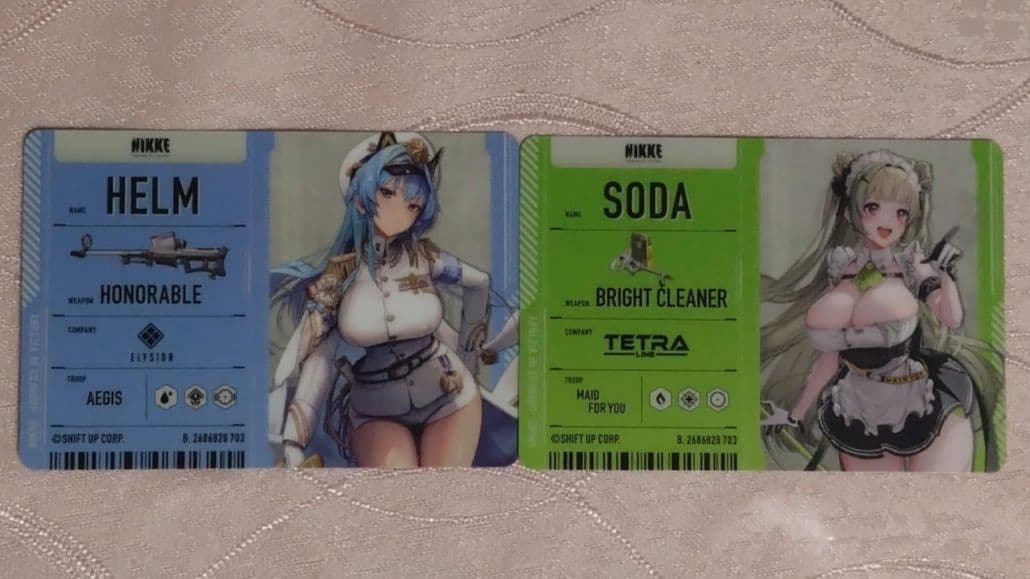 NIKKE
NAME
HELM
WEAPON
HONORABLE
COMPANY
ELYSION
TROOP
AEGIS
©SHIFT UP CORP.
B. 2686828 703
NIKKE
NAME
SODA
WEAPON
BRIGHT CLEANER
COMPANY
TETRA
LINE
TROOP
MAID
FOR YOU
©SHIFT UP CORP.
B. 2686828 703